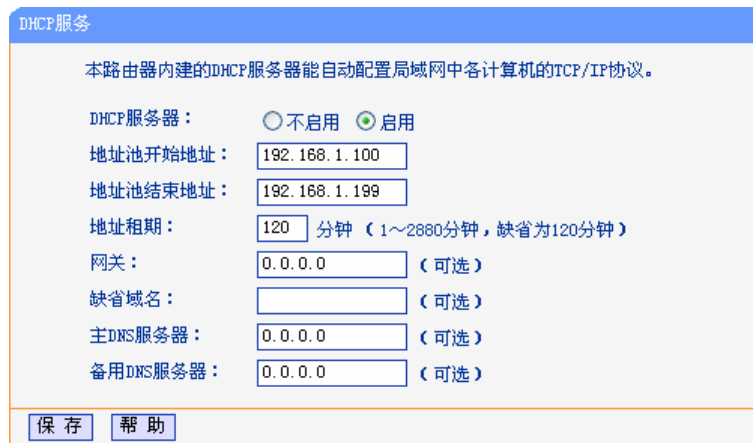 DHCP服务
本路由器内建的DHCP服务器能自动配置局域网中各计算机的TCP/IP协议。
DHCP服务器： 不启用 启用
地址池开始地址： 192.168.1.100
地址池结束地址： 192.168.1.199
地址租期： 120 分钟 （1～2880分钟，缺省为120分钟）
网关： 0.0.0.0 （可选）
缺省域名： （可选）
主DNS服务器： 0.0.0.0 （可选）
备用DNS服务器： 0.0.0.0 （可选）
保 存 帮 助